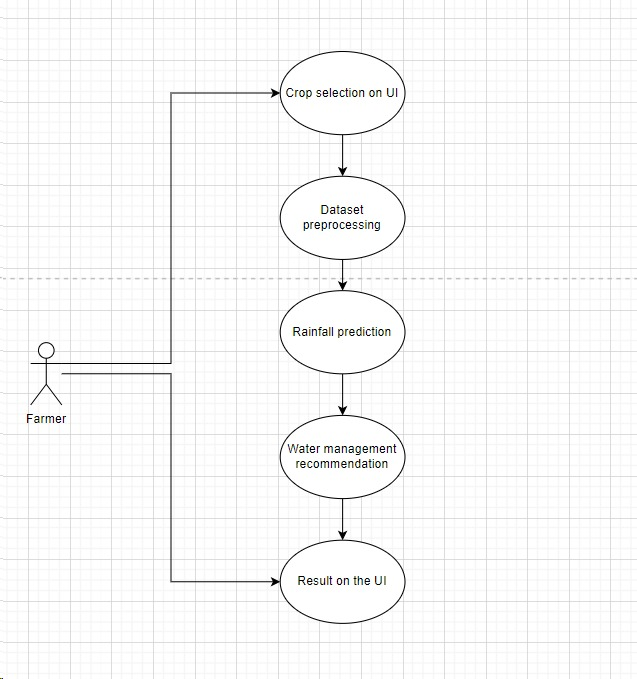 Crop selection on UI
Dataset
preprocessing
Rainfall prediction
Farmer
Water management
recommendation
Result on the UI